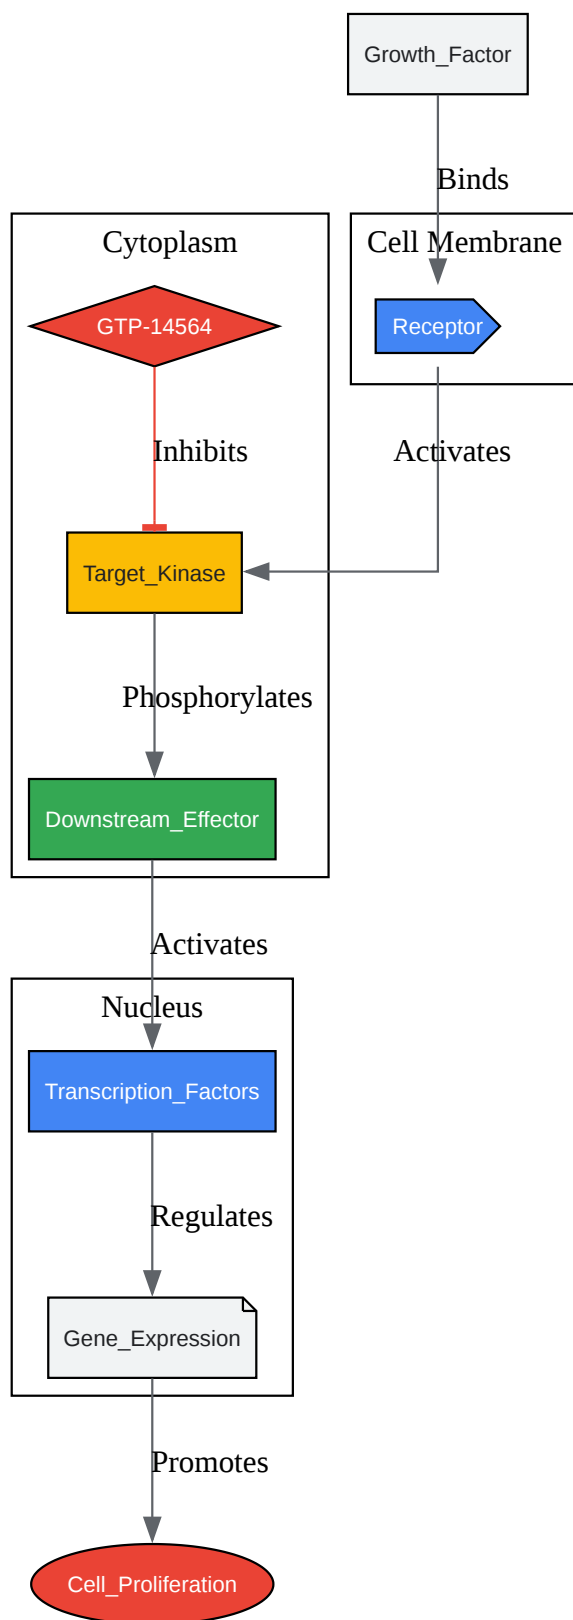 Growth_Factor
Binds
Cytoplasm
Cell Membrane
GTP-14564
Receptor
Inhibits
Activates
Target_Kinase
Phosphorylates
Downstream_Effector
Activates
Nucleus
Transcription_Factors
Regulates
Gene_Expression
Promotes
Cell_Proliferation